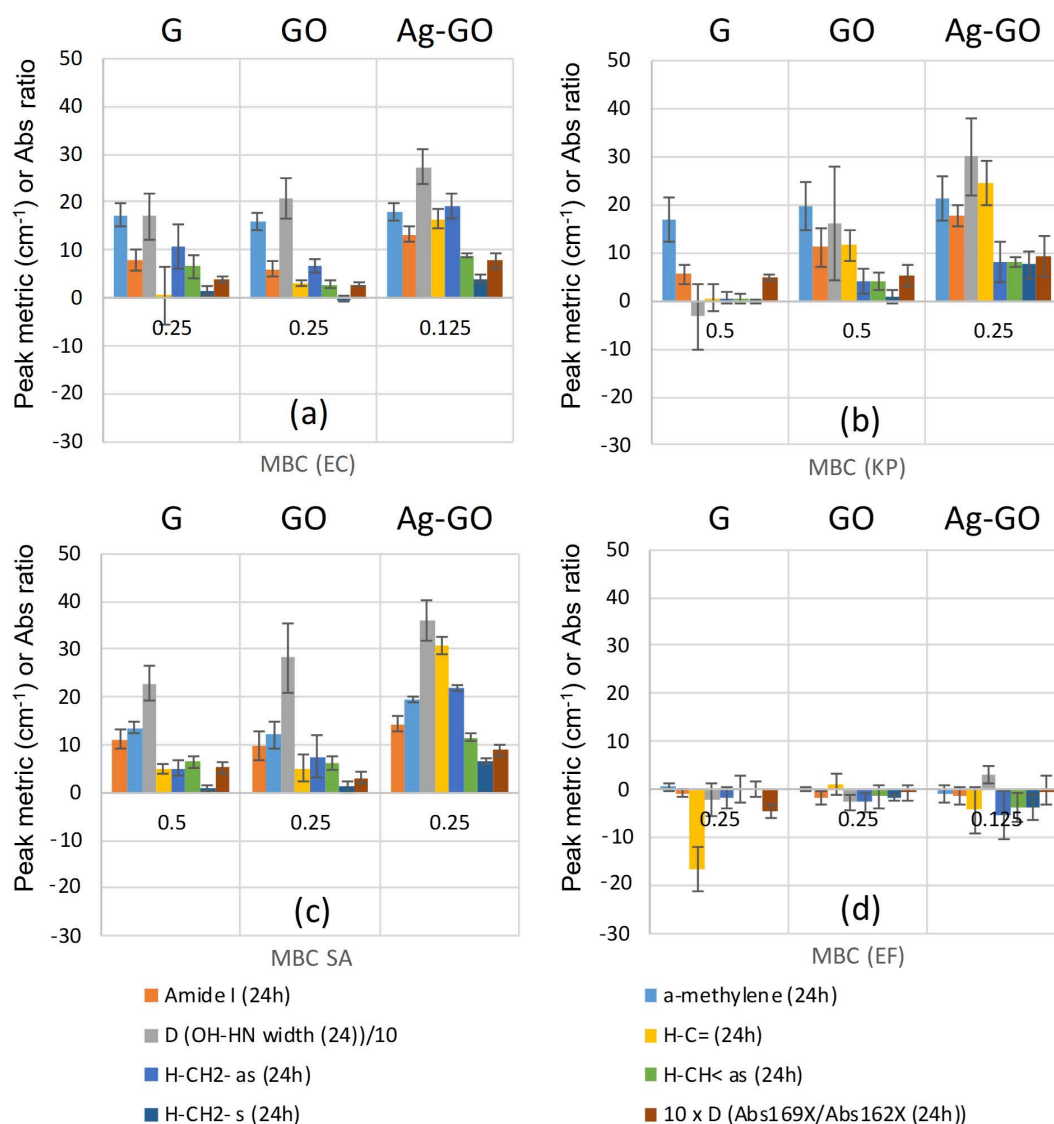 G GO Ag-GO
50
40
30
20
10
0
-10
-20
-30
Peak metric (cm⁻¹) or Abs ratio
0.25 0.25 0.125
(a)
MBC (EC)
G GO Ag-GO
50
40
30
20
10
0
-10
-20
-30
Peak metric (cm⁻¹) or Abs ratio
0.5 0.5 0.25
(b)
MBC (KP)
G GO Ag-GO
50
40
30
20
10
0
-10
-20
-30
Peak metric (cm⁻¹) or Abs ratio
0.5 0.25 0.25
(c)
MBC SA
G GO Ag-GO
50
40
30
20
10
0
-10
-20
-30
Peak metric (cm⁻¹) or Abs ratio
0.25 0.25 0.125
(d)
MBC (EF)
Amide I (24h)
D (OH-HN width (24))/10
H-CH2- as (24h)
H-CH2- s (24h)
a-methylene (24h)
H-C= (24h)
H-CH< as (24h)
10 x D (Abs169X/Abs162X (24h))